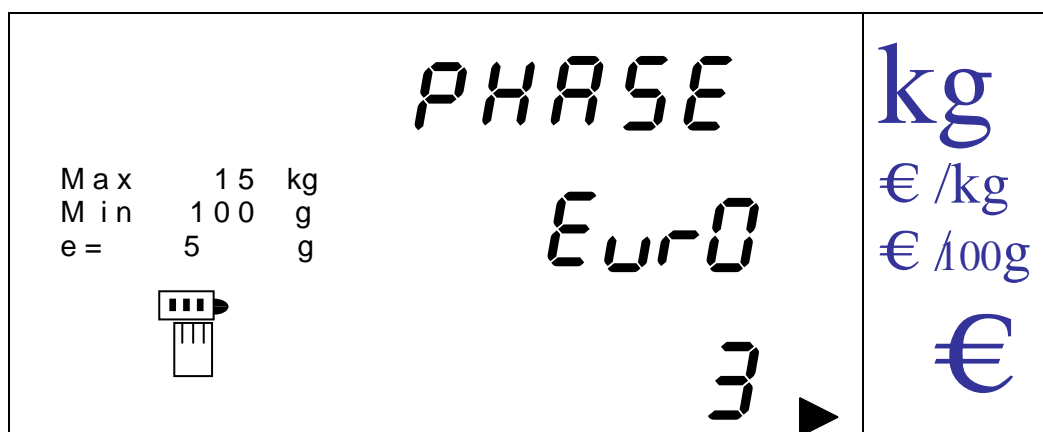 PHASE
Max 15 kg
Min 100 g
e= 5 g
EurO
3
kg
€ /kg
€ /100g
€